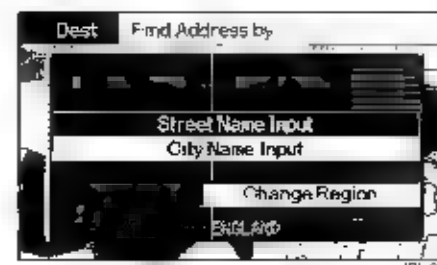 Dest Find Address by
Street Name Input
City Name Input
Change Region
ENGLAND